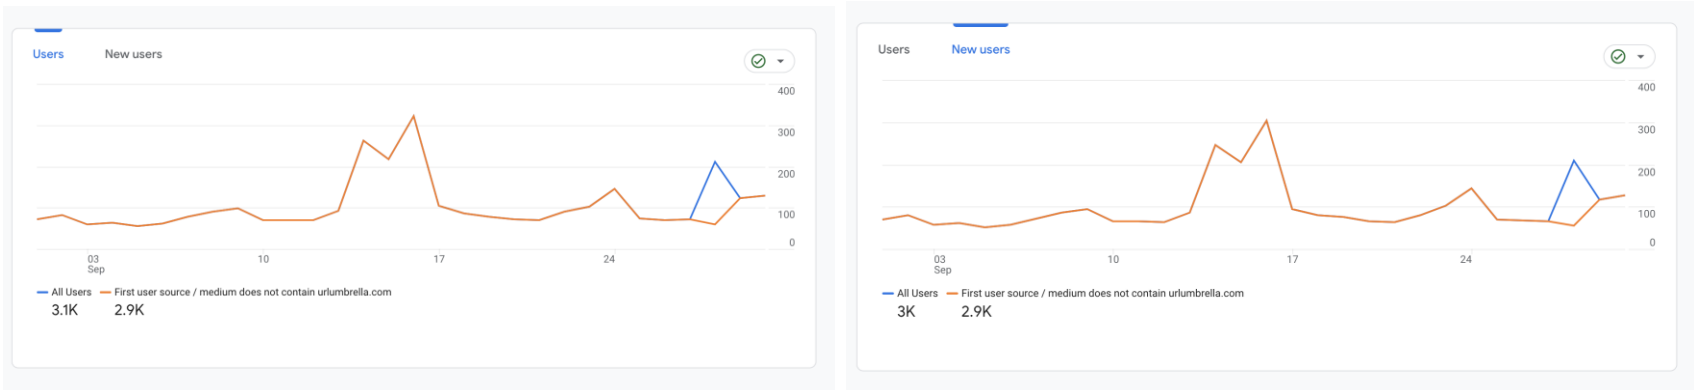 Users New users
400
300
200
100
0
03 10 17 24
Sep
All Users First user source / medium does not contain urlumbrella.com
3.1K 2.9K
Users New users
400
300
200
100
0
03 10 17 24
Sep
All Users First user source / medium does not contain urlumbrella.com
3K 2.9K